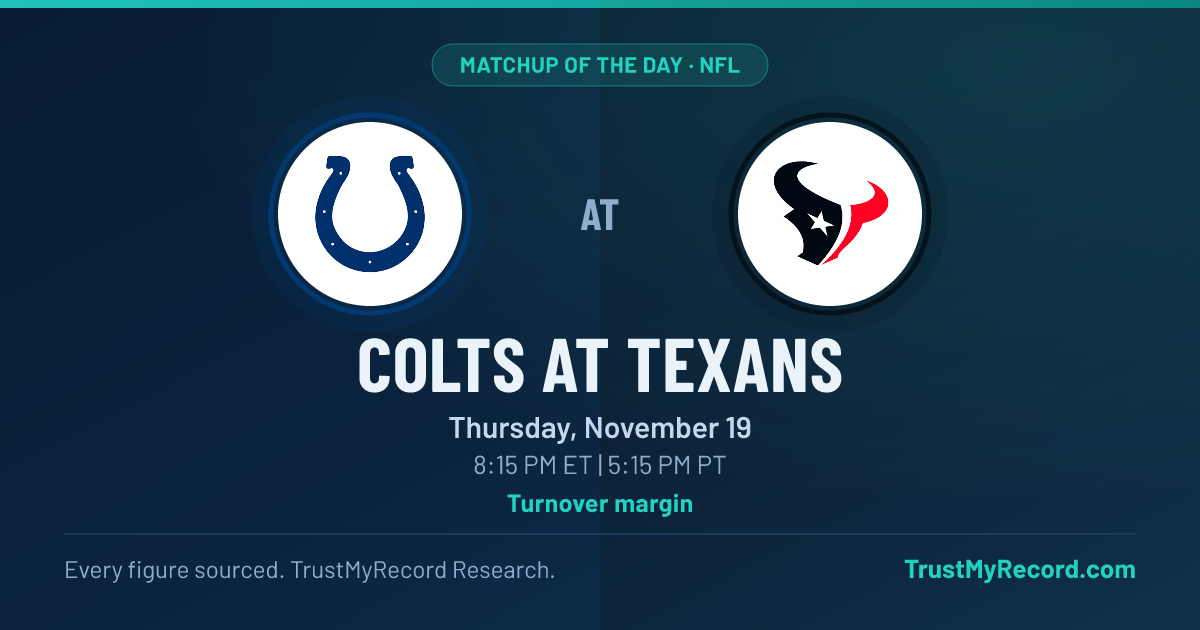 MATCHUP OF THE DAY · NFL
AT
COLTS AT TEXANS
Thursday, November 19
8:15 PM ET | 5:15 PM PT
Turnover margin
Every figure sourced. TrustMyRecord Research.
TrustMyRecord.com